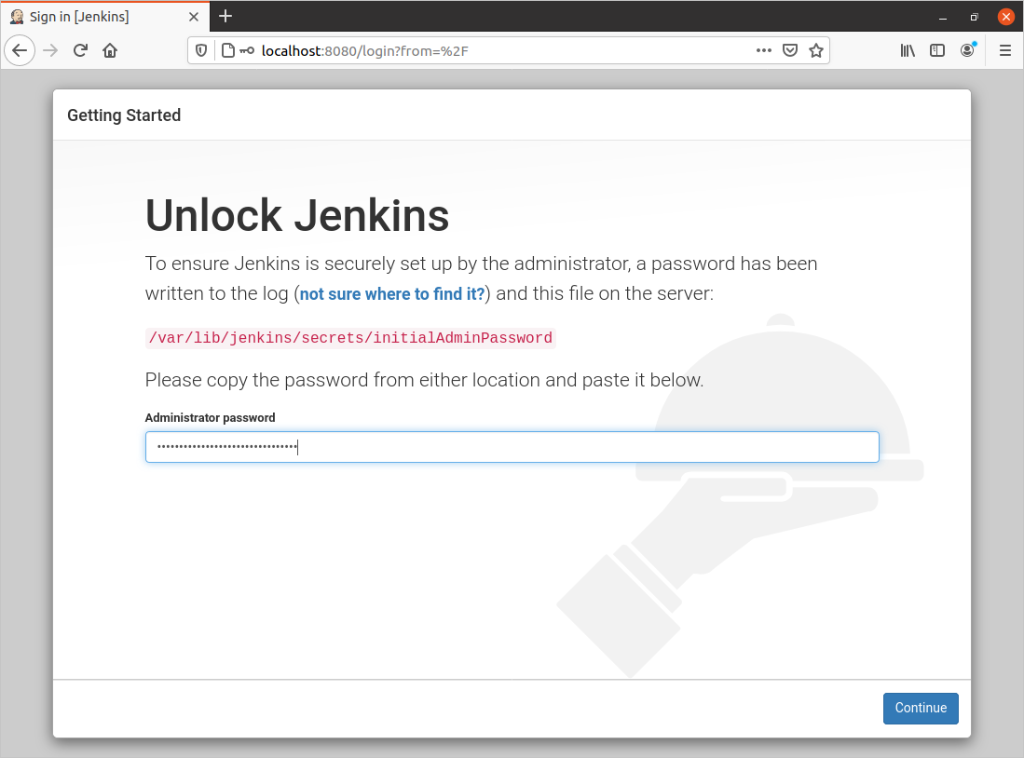 Sign in [Jenkins]
localhost:8080/login?from=%2F
Getting Started
Unlock Jenkins
To ensure Jenkins is securely set up by the administrator, a password has been
written to the log (not sure where to find it?) and this file on the server:
/var/lib/jenkins/secrets/initialAdminPassword
Please copy the password from either location and paste it below.
Administrator password
Continue